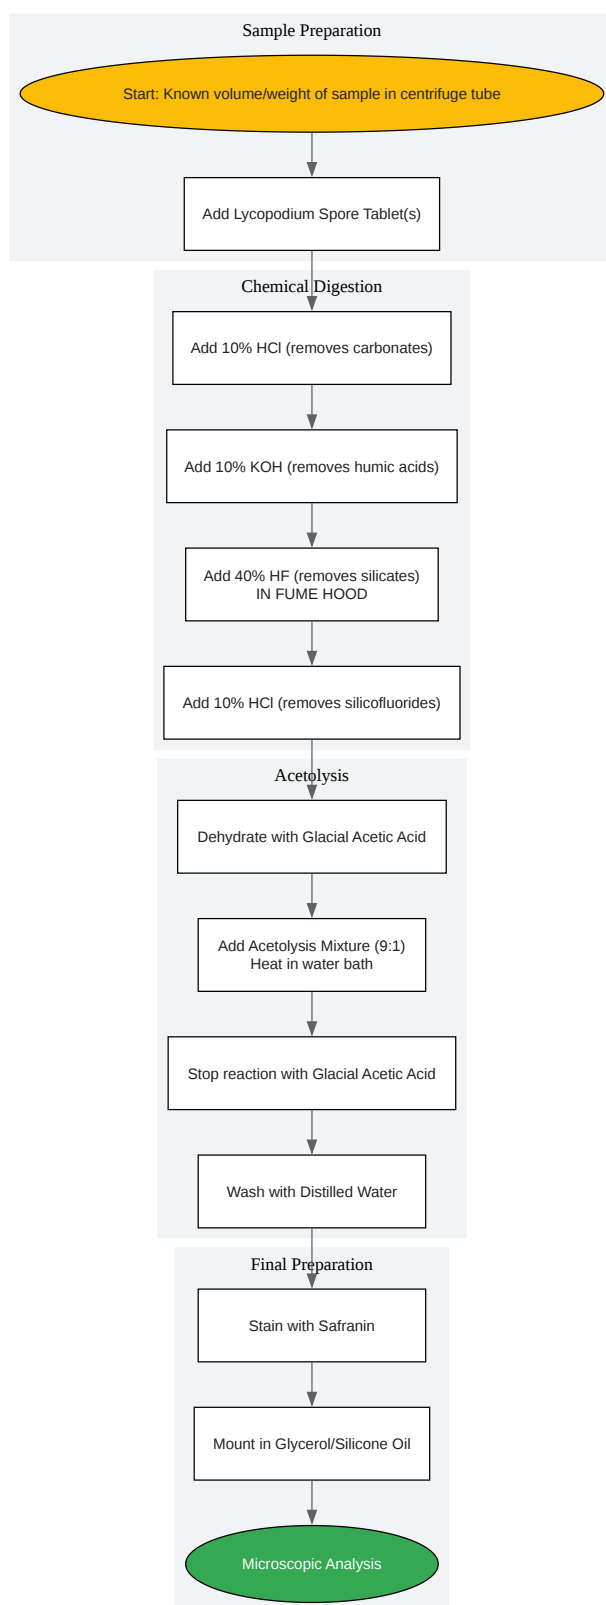 Sample Preparation
Start: Known volume/weight of sample in centrifuge tube
Add Lycopodium Spore Tablet(s)
Chemical Digestion
Add 10% HCl (removes carbonates)
Add 10% KOH (removes humic acids)
Add 40% HF (removes silicates)
IN FUME HOOD
Add 10% HCl (removes silicofluorides)
Acetolysis
Dehydrate with Glacial Acetic Acid
Add Acetolysis Mixture (9:1)
Heat in water bath
Stop reaction with Glacial Acetic Acid
Wash with Distilled Water
Final Preparation
Stain with Safranin
Mount in Glycerol/Silicone Oil
Microscopic Analysis